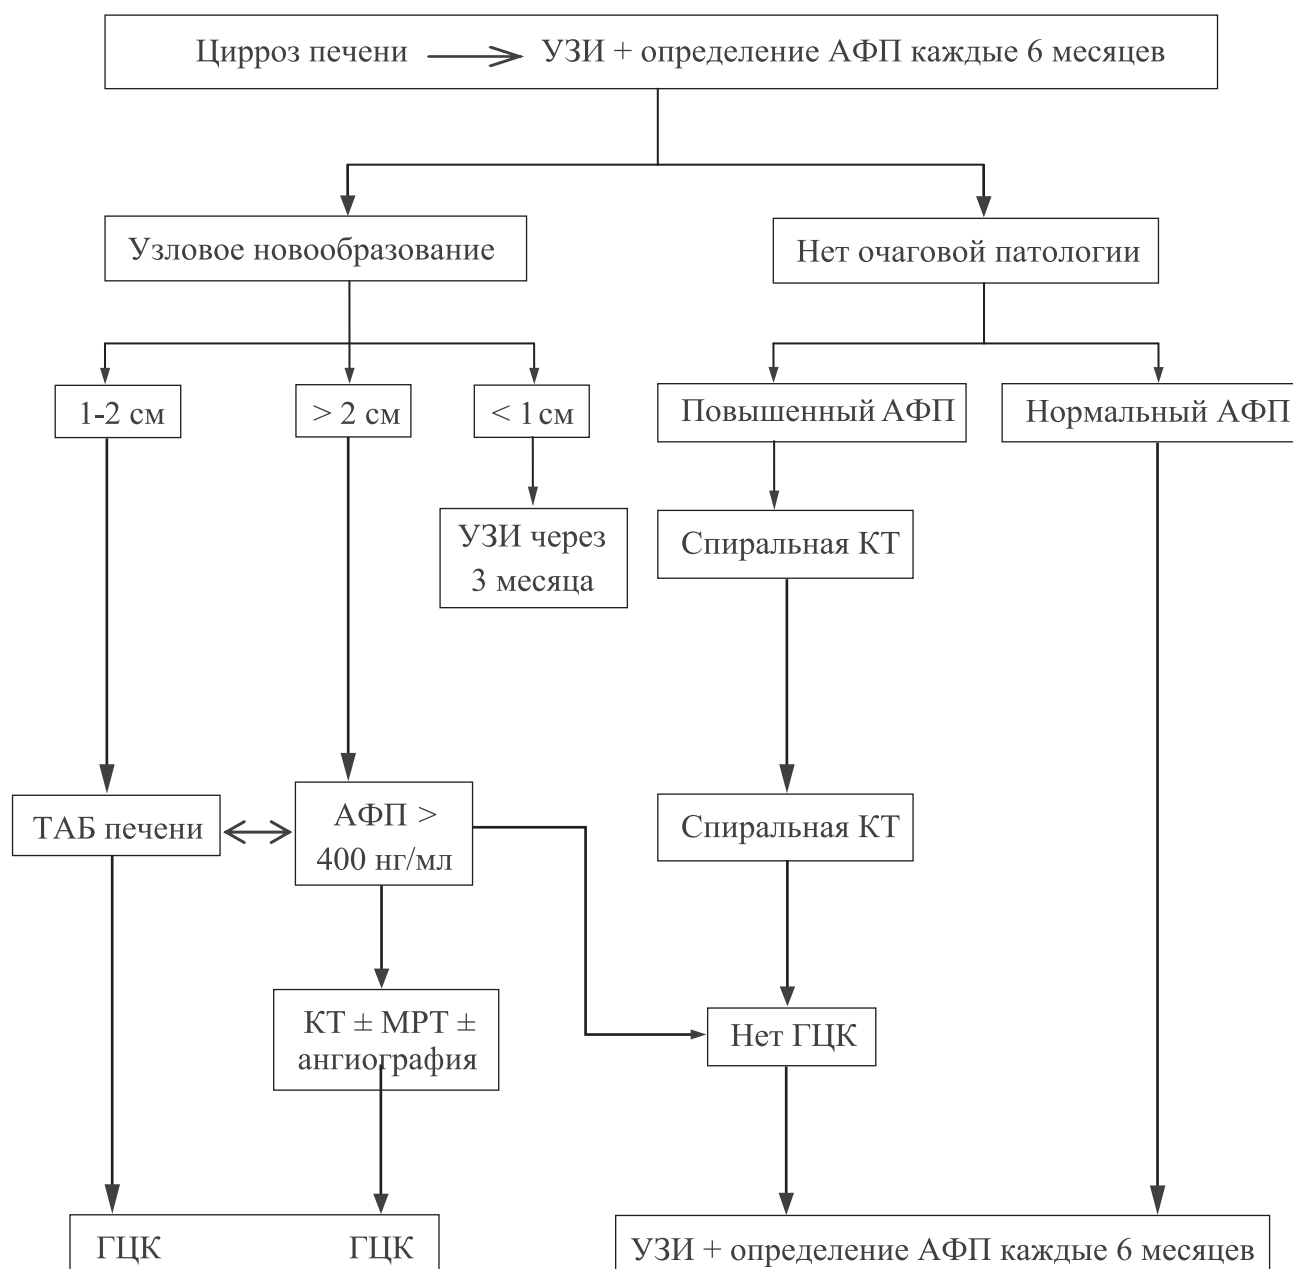 Цирроз печени → УЗИ + определение АФП каждые 6 месяцев
Узловое новообразование
Нет очаговой патологии
1-2 см
> 2 см
< 1 см
Повышенный АФП
Нормальный АФП
УЗИ через
3 месяца
Спиральная КТ
ТАБ печени
АФП >
400 нг/мл
Спиральная КТ
КТ ± МРТ ±
ангиография
Нет ГЦК
ГЦК
ГЦК
УЗИ + определение АФП каждые 6 месяцев